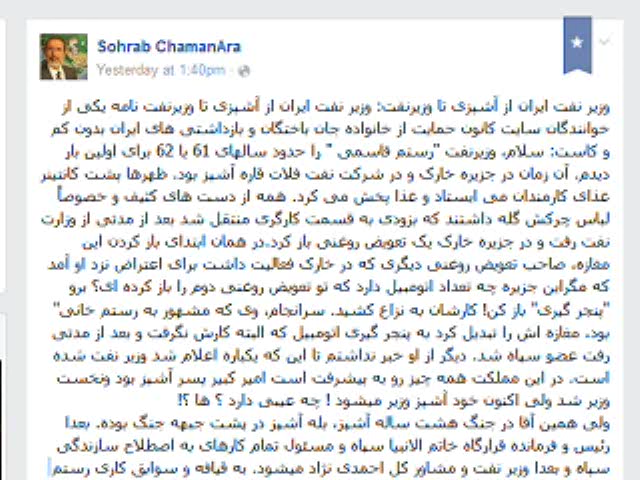 Sohrab ChamanAra
Yesterday at 1:40pm ·
وزیر نفت ایران از آشپزی تا وزیرنفت: وزیر نفت ایران از آشپزی تا وزیرنفت نامه یکی از
خوانندگان سایت کانون حمایت از خانواده جان باختگان و بازداشتی های ایران بدون کم
و کاست: سلام، وزیرنفت "رستم قاسمی " را حدود سالهای 61 یا 62 برای اولین بار
دیدم. آن زمان در جزیره خارک و در شرکت نفت فلات قاره آشپز بود. ظهرها پشت کانتینر
غذای کارمندان می ایستاد و غذا پخش می کرد. همه از دست های کثیف و خصوصاً
لباس چرکش گله داشتند که بزودی به قسمت کارگری منتقل شد بعد از مدتی از وزارت
نفت رفت و در جزیره خارک یک تعویض روغنی باز کرد.در همان ابتدای باز کردن این
مغازه، صاحب تعویض روغنی دیگری که در خارک فعالیت داشت برای اعتراض نزد او آمد
که مگراین جزیره چه تعداد اتومبیل دارد که تو تعویض روغنی دوم را باز کرده ای؟ برو
"پنچر گیری" باز کن! کارشان به نزاع کشید. سرانجام، وی که مشهور به رستم خانی"
بود، مغازه اش را تبدیل کرد به پنچر گیری اتومبیل که البته کارش نگرفت و بعد از مدتی
رفت عضو سپاه شد. دیگر از او خبر نداشتم تا این که یکباره اعلام شد وزیر نفت شده
است. در این مملکت همه چیز رو به پیشرفت است امیر کبیر پسر آشپز بود ونخست
وزیر شد ولی اکنون خود آشپز وزیر میشود ! چه عیبی دارد ؟ ها ؟!
ولی همین آقا در جنگ هشت ساله آشپز، بله آشپز در پشت جبهه جنگ بوده. بعدا
رئیس و فرمانده قرارگاه خاتم الانبیا سپاه و مسئول تمام کارهای به اصطلاح سازندگی
سپاه و بعدا وزیر نفت و مشاور کل احمدی نژاد میشود. به قیافه و سوابق کاری رستم